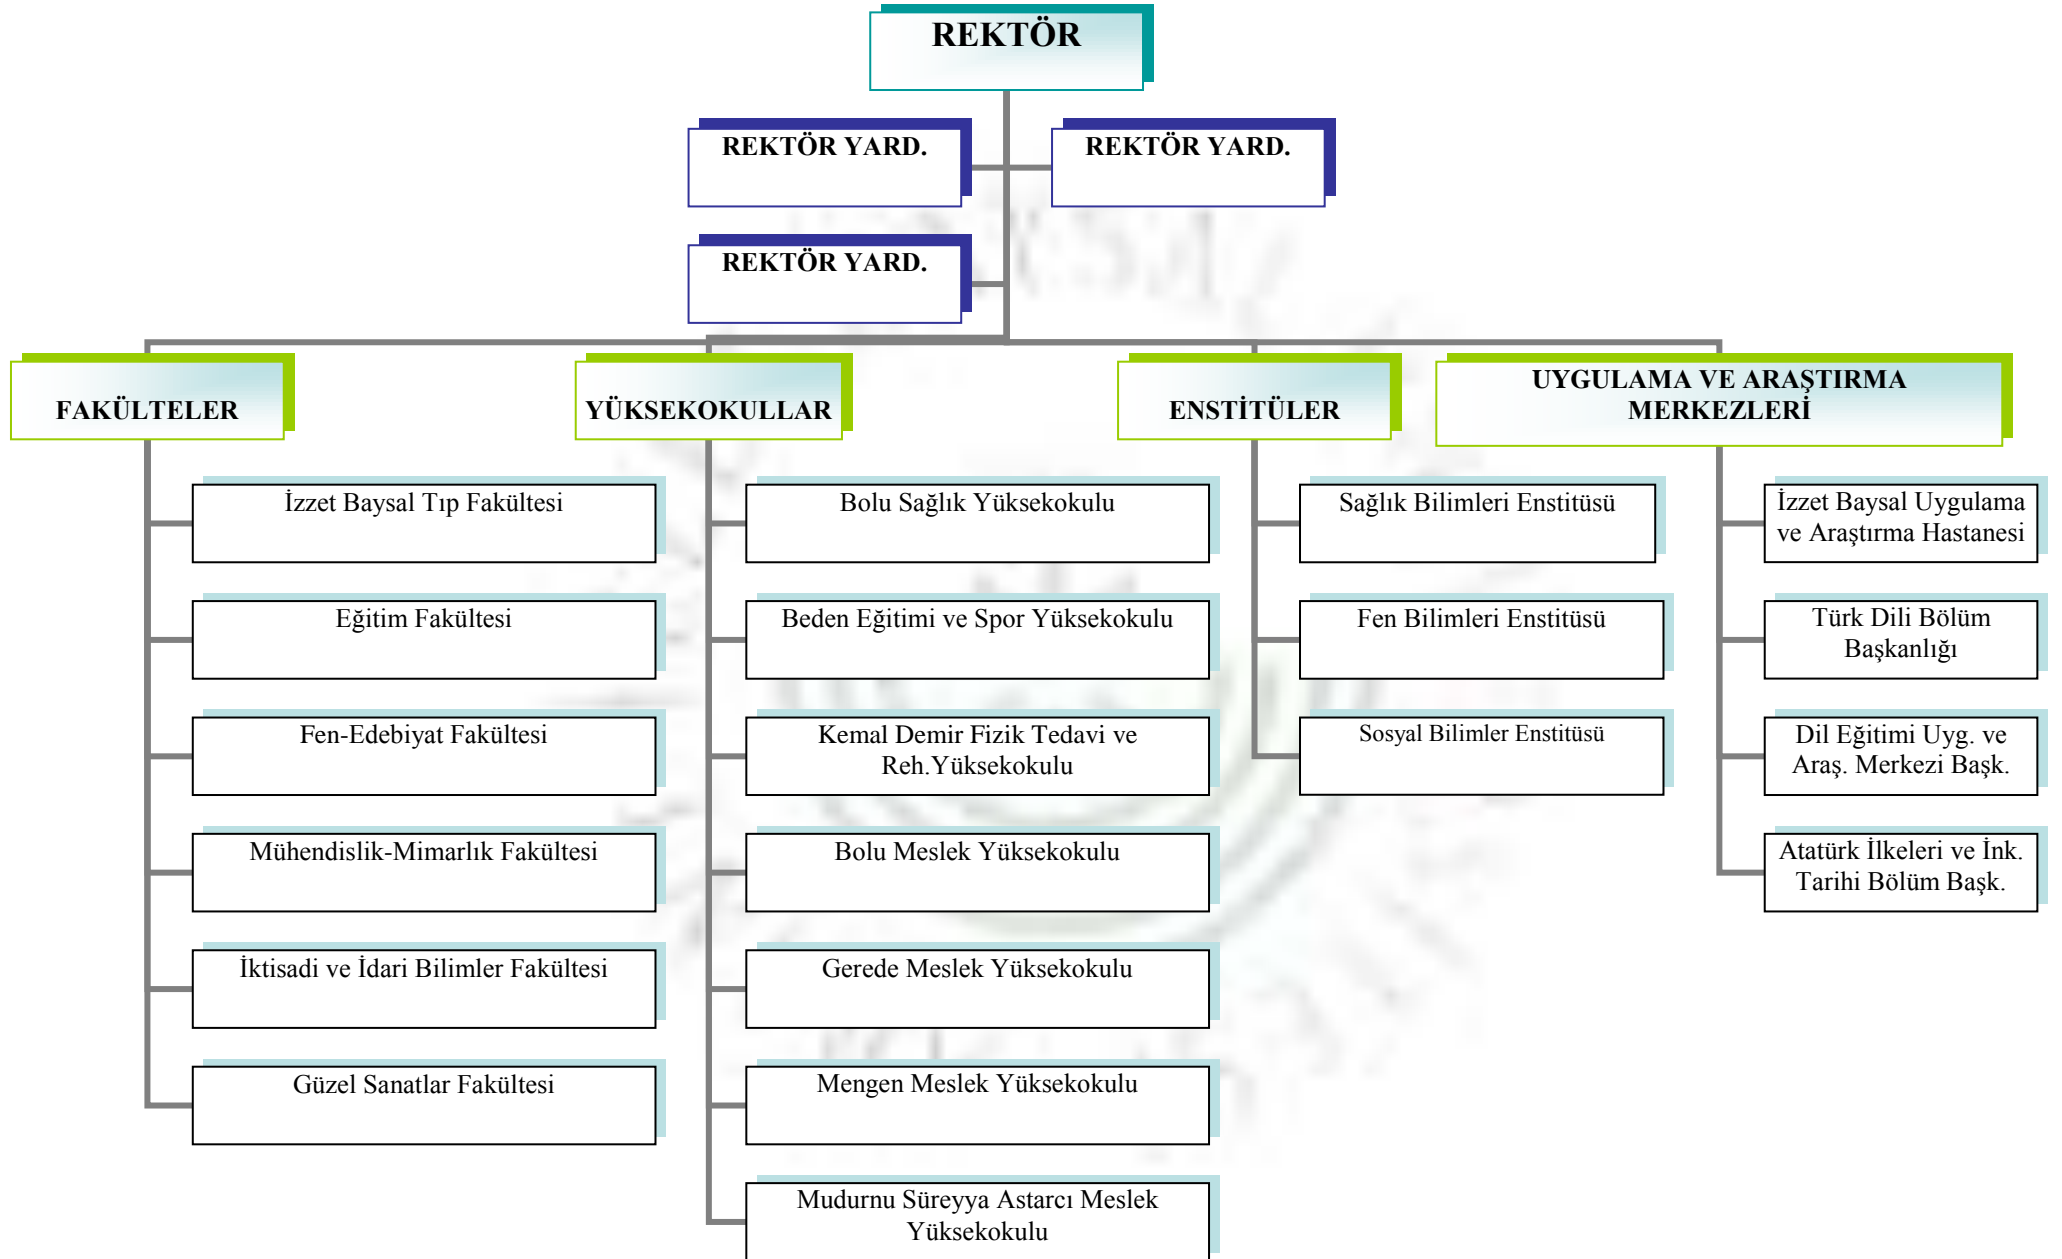 REKTÖR
REKTÖR YARD.
REKTÖR YARD.
REKTÖR YARD.
FAKÜLTELER
İzzet Baysal Tıp Fakültesi
Eğitim Fakültesi
Fen-Edebiyat Fakültesi
Mühendislik-Mimarlık Fakültesi
İktisadi ve İdari Bilimler Fakültesi
Güzel Sanatlar Fakültesi
YÜKSEKOKULLAR
Bolu Sağlık Yüksekokulu
Beden Eğitimi ve Spor Yüksekokulu
Kemal Demir Fizik Tedavi ve
Reh.Yüksekokulu
Bolu Meslek Yüksekokulu
Gerede Meslek Yüksekokulu
Mengen Meslek Yüksekokulu
Mudurnu Süreyya Astarcı Meslek
Yüksekokulu
ENSTİTÜLER
Sağlık Bilimleri Enstitüsü
Fen Bilimleri Enstitüsü
Sosyal Bilimler Enstitüsü
UYGULAMA VE ARAŞTIRMA
MERKEZLERİ
İzzet Baysal Uygulama
ve Araştırma Hastanesi
Türk Dili Bölüm
Başkanlığı
Dil Eğitimi Uyg. ve
Araş. Merkezi Başk.
Atatürk İlkeleri ve İnk.
Tarihi Bölüm Başk.